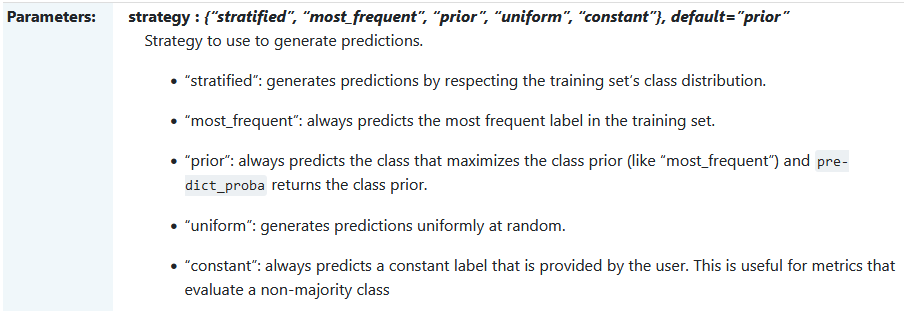 Parameters:
strategy : {“stratified”, “most_frequent”, “prior”, “uniform”, “constant”}, default=”prior”
Strategy to use to generate predictions.
• “stratified”: generates predictions by respecting the training set’s class distribution.
• “most_frequent”: always predicts the most frequent label in the training set.
• “prior”: always predicts the class that maximizes the class prior (like “most_frequent”) and pre-
dict_proba returns the class prior.
• “uniform”: generates predictions uniformly at random.
• “constant”: always predicts a constant label that is provided by the user. This is useful for metrics that
evaluate a non-majority class